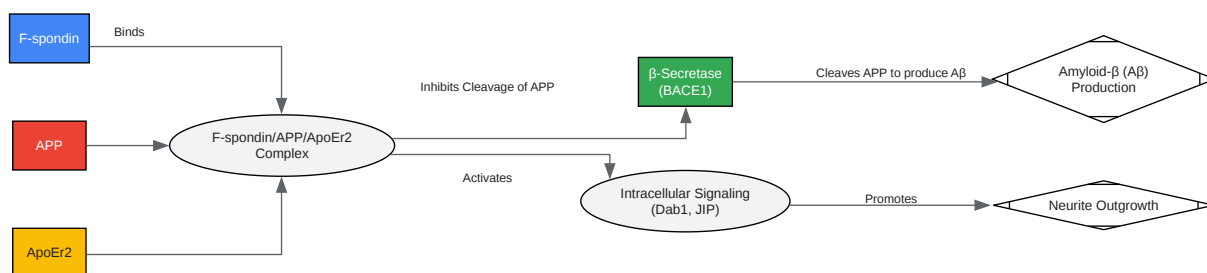 F-spondin
Binds
β-Secretase
(BACE1)
Cleaves APP to produce Aβ
Amyloid-β (Aβ)
Production
Inhibits Cleavage of APP
APP
F-spondin/APP/ApoEr2
Complex
Activates
Intracellular Signaling
(Dab1, JIP)
Promotes
Neurite Outgrowth
ApoEr2